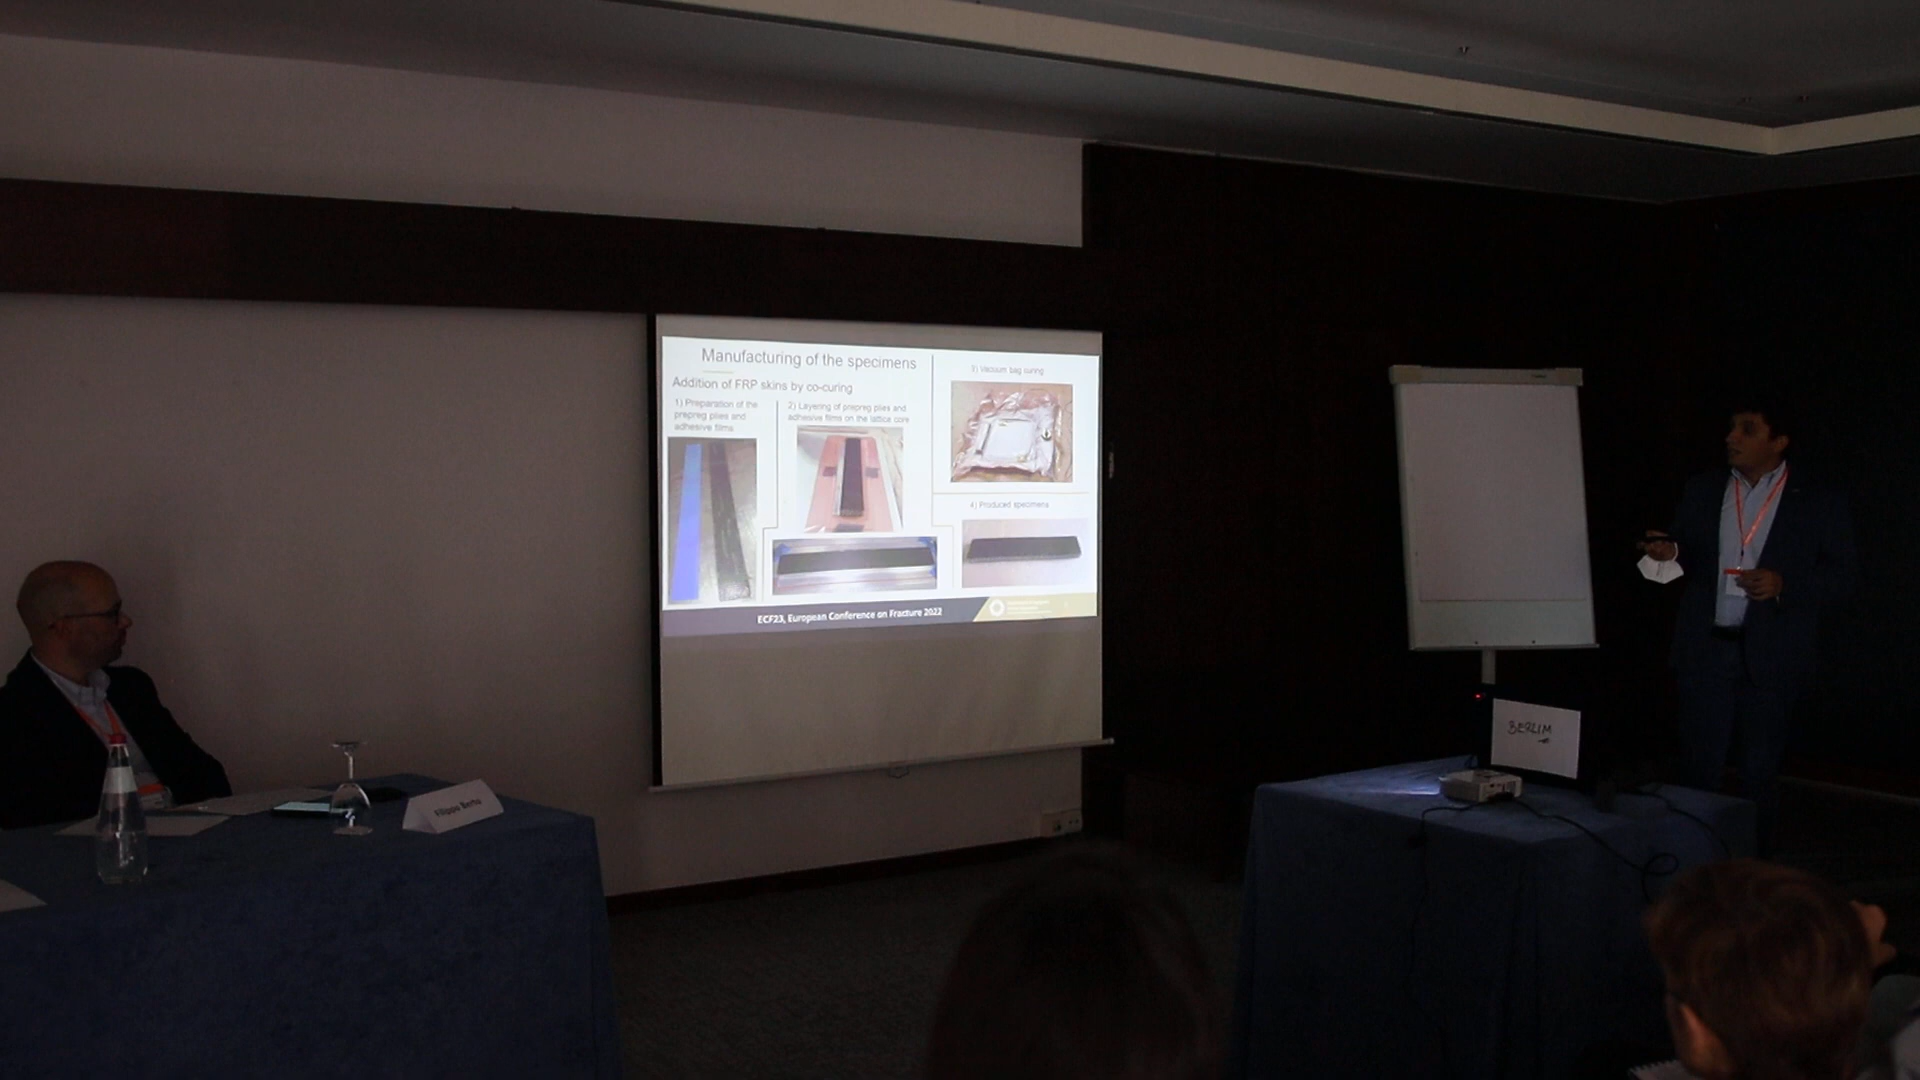 Manufacturing of the specimens
Addition of FRP skins by co-curing
1) Preparation of the
prepreg plies and
adhesive films
2) Layering of prepreg plies and
adhesive films on the lattice core
3) Vacuum bag curing
4) Produced specimens
ECF23, European Conference on Fracture 2022
Filippo Berto
BERLIM